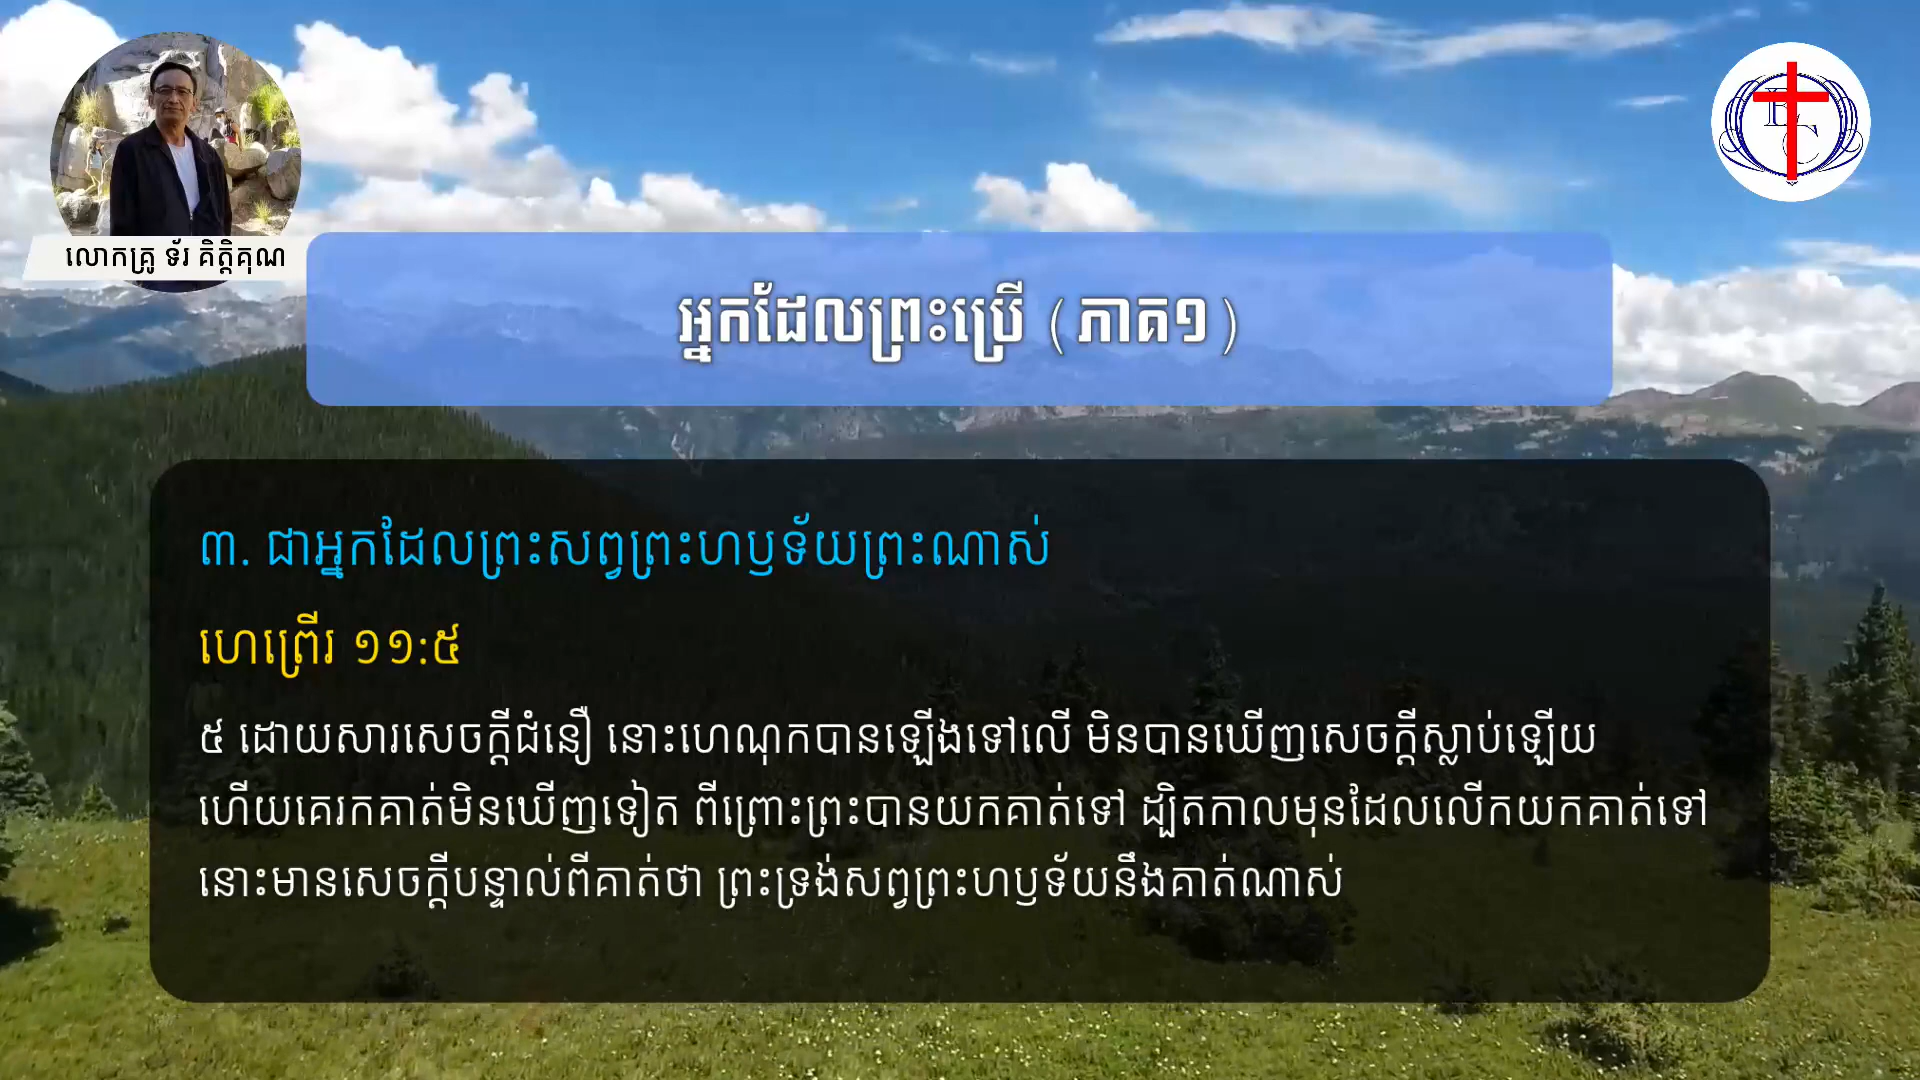 លោកគ្រូ ទ័រ គិត្តិគុណ
EC
អ្នកដែលព្រះប្រើ (ភាគ១)
៣. ជាអ្នកដែលព្រះសព្វព្រះហឫទ័យព្រះណាស់
ហេព្រើរ ១១:៥
៥ ដោយសារសេចក្ដីជំនឿ នោះហេណុកបានឡើងទៅលើ មិនបានឃើញសេចក្ដីស្លាប់ឡើយ
ហើយគេរកគាត់មិនឃើញទៀត ពីព្រោះព្រះបានយកគាត់ទៅ ដ្បិតកាលមុនដែលលើកយកគាត់ទៅ
នោះមានសេចក្ដីបន្ទាល់ពីគាត់ថា ព្រះទ្រង់សព្វព្រះហឫទ័យនឹងគាត់ណាស់